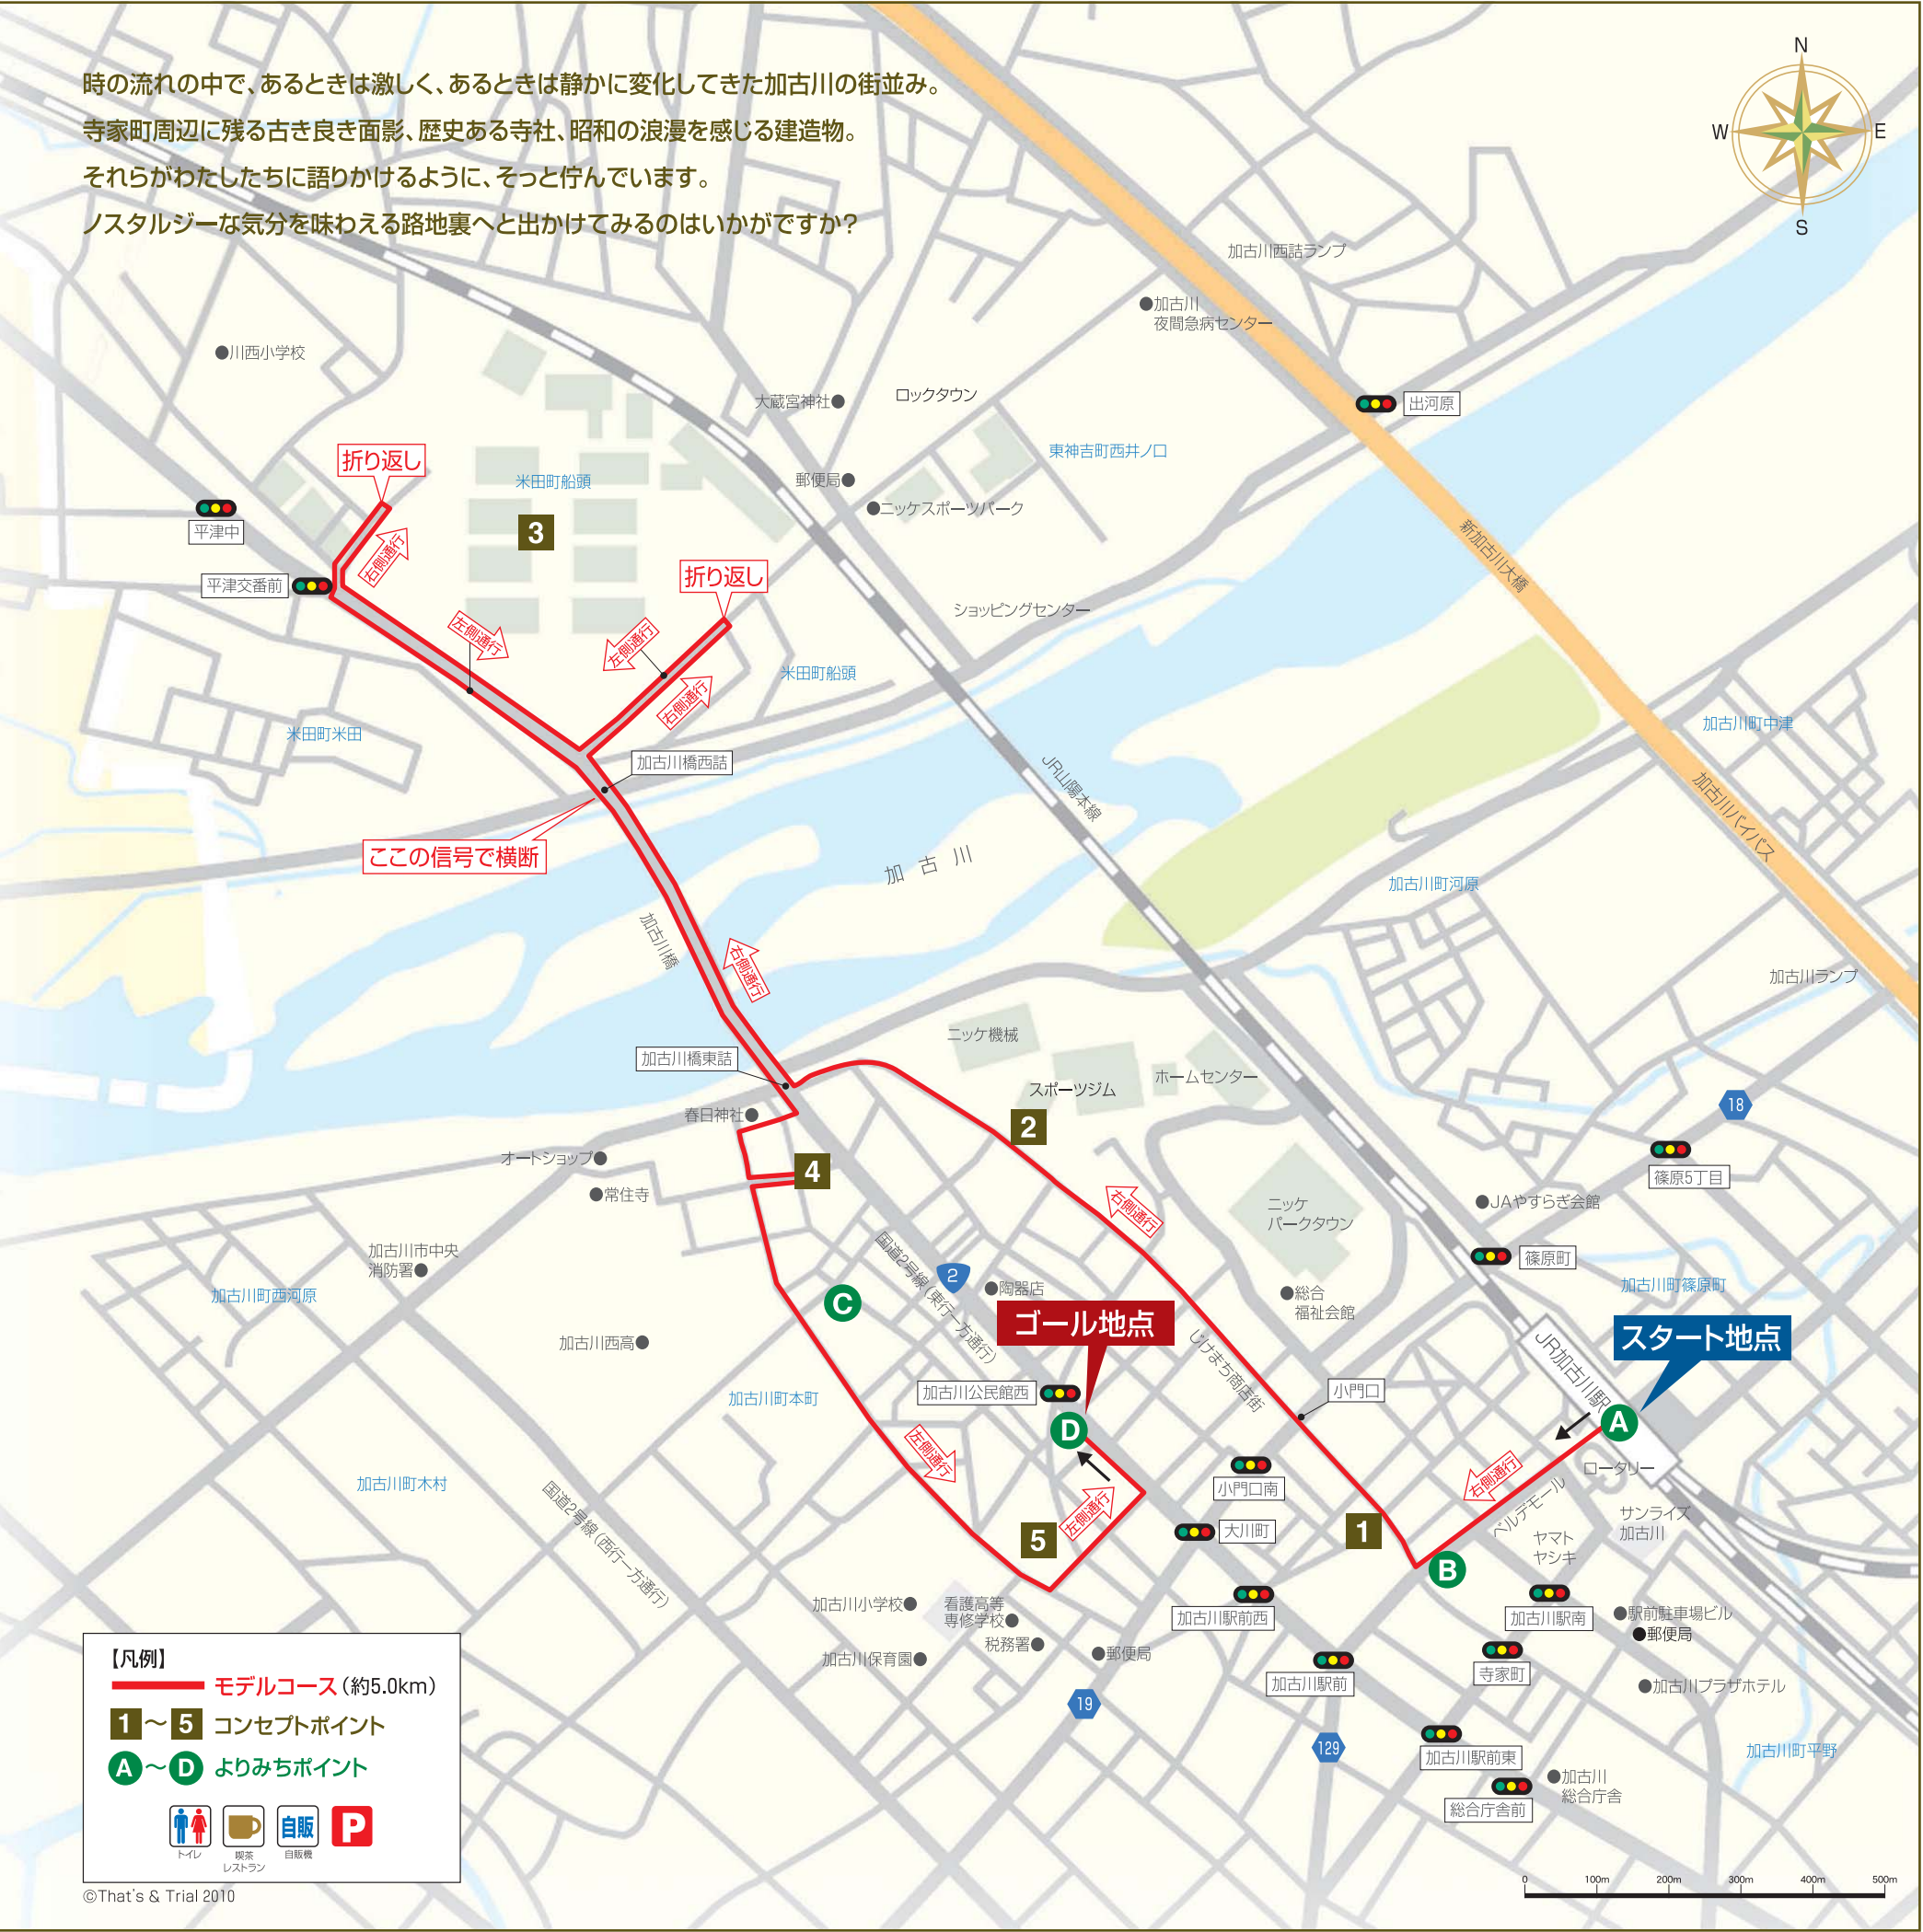 時の流れの中で、あるときは激しく、あるときは静かに変化してきた加古川の街並み。
寺家町周辺に残る古き良き面影、歴史ある寺社、昭和の浪漫を感じる建造物。
それらがわたしたちに語りかけるように、そっと佇んでいます。
ノスタルジーな気分を味わえる路地裏へと出かけてみるのはいかがですか？
N
W
E
S
加古川西詰ランプ
●加古川
夜間急病センター
●川西小学校
大蔵宮神社●
ロックタウン
出河原
東神吉町西井ノ口
折り返し
米田町船頭
郵便局●
●ニッケスポーツパーク
平津中
3
新加古川大橋
右側通行
平津交番前
折り返し
ショッピングセンター
左側通行
左側通行
米田町船頭
右側通行
米田町米田
加古川町中津
加古川橋西詰
JR山陽本線
加古川バイパス
ここの信号で横断
加古川
加古川町河原
加古川橋
右側通行
加古川ランプ
ニッケ機械
加古川橋東詰
スポーツジム
ホームセンター
18
春日神社●
2
篠原5丁目
オートショップ●
4
●常住寺
右側通行
ニッケ
パークタウン
●JAやすらぎ会館
加古川市中央
消防署●
国道2号線(東行一方通行)
篠原町
加古川町西河原
2
●陶器店
加古川町篠原町
C
●総合
福祉会館
ゴール地点
スタート地点
加古川西高●
じけまち商店街
JR加古川駅
加古川町本町
加古川公民館西
小門口
D
A
左側通行
右側通行
ロータリー
加古川町木村
小門口南
ベルデモール
サンライズ
加古川
国道2号線(西行一方通行)
左側通行
5
大川町
1
ヤマト
ヤシキ
B
加古川小学校●
看護高等
専修学校●
加古川駅前西
加古川駅南
●駅前駐車場ビル
●郵便局
税務署●
加古川保育園●
●郵便局
加古川駅前
寺家町
●加古川プラザホテル
19
129
加古川駅前東
加古川町平野
●加古川
総合庁舎
総合庁舎前
【凡例】
モデルコース(約5.0km)
1～5 コンセプトポイント
A～D よりみちポイント
自販
P
トイレ
喫茶
レストラン
自販機
©That's & Trial 2010
0 100m 200m 300m 400m 500m